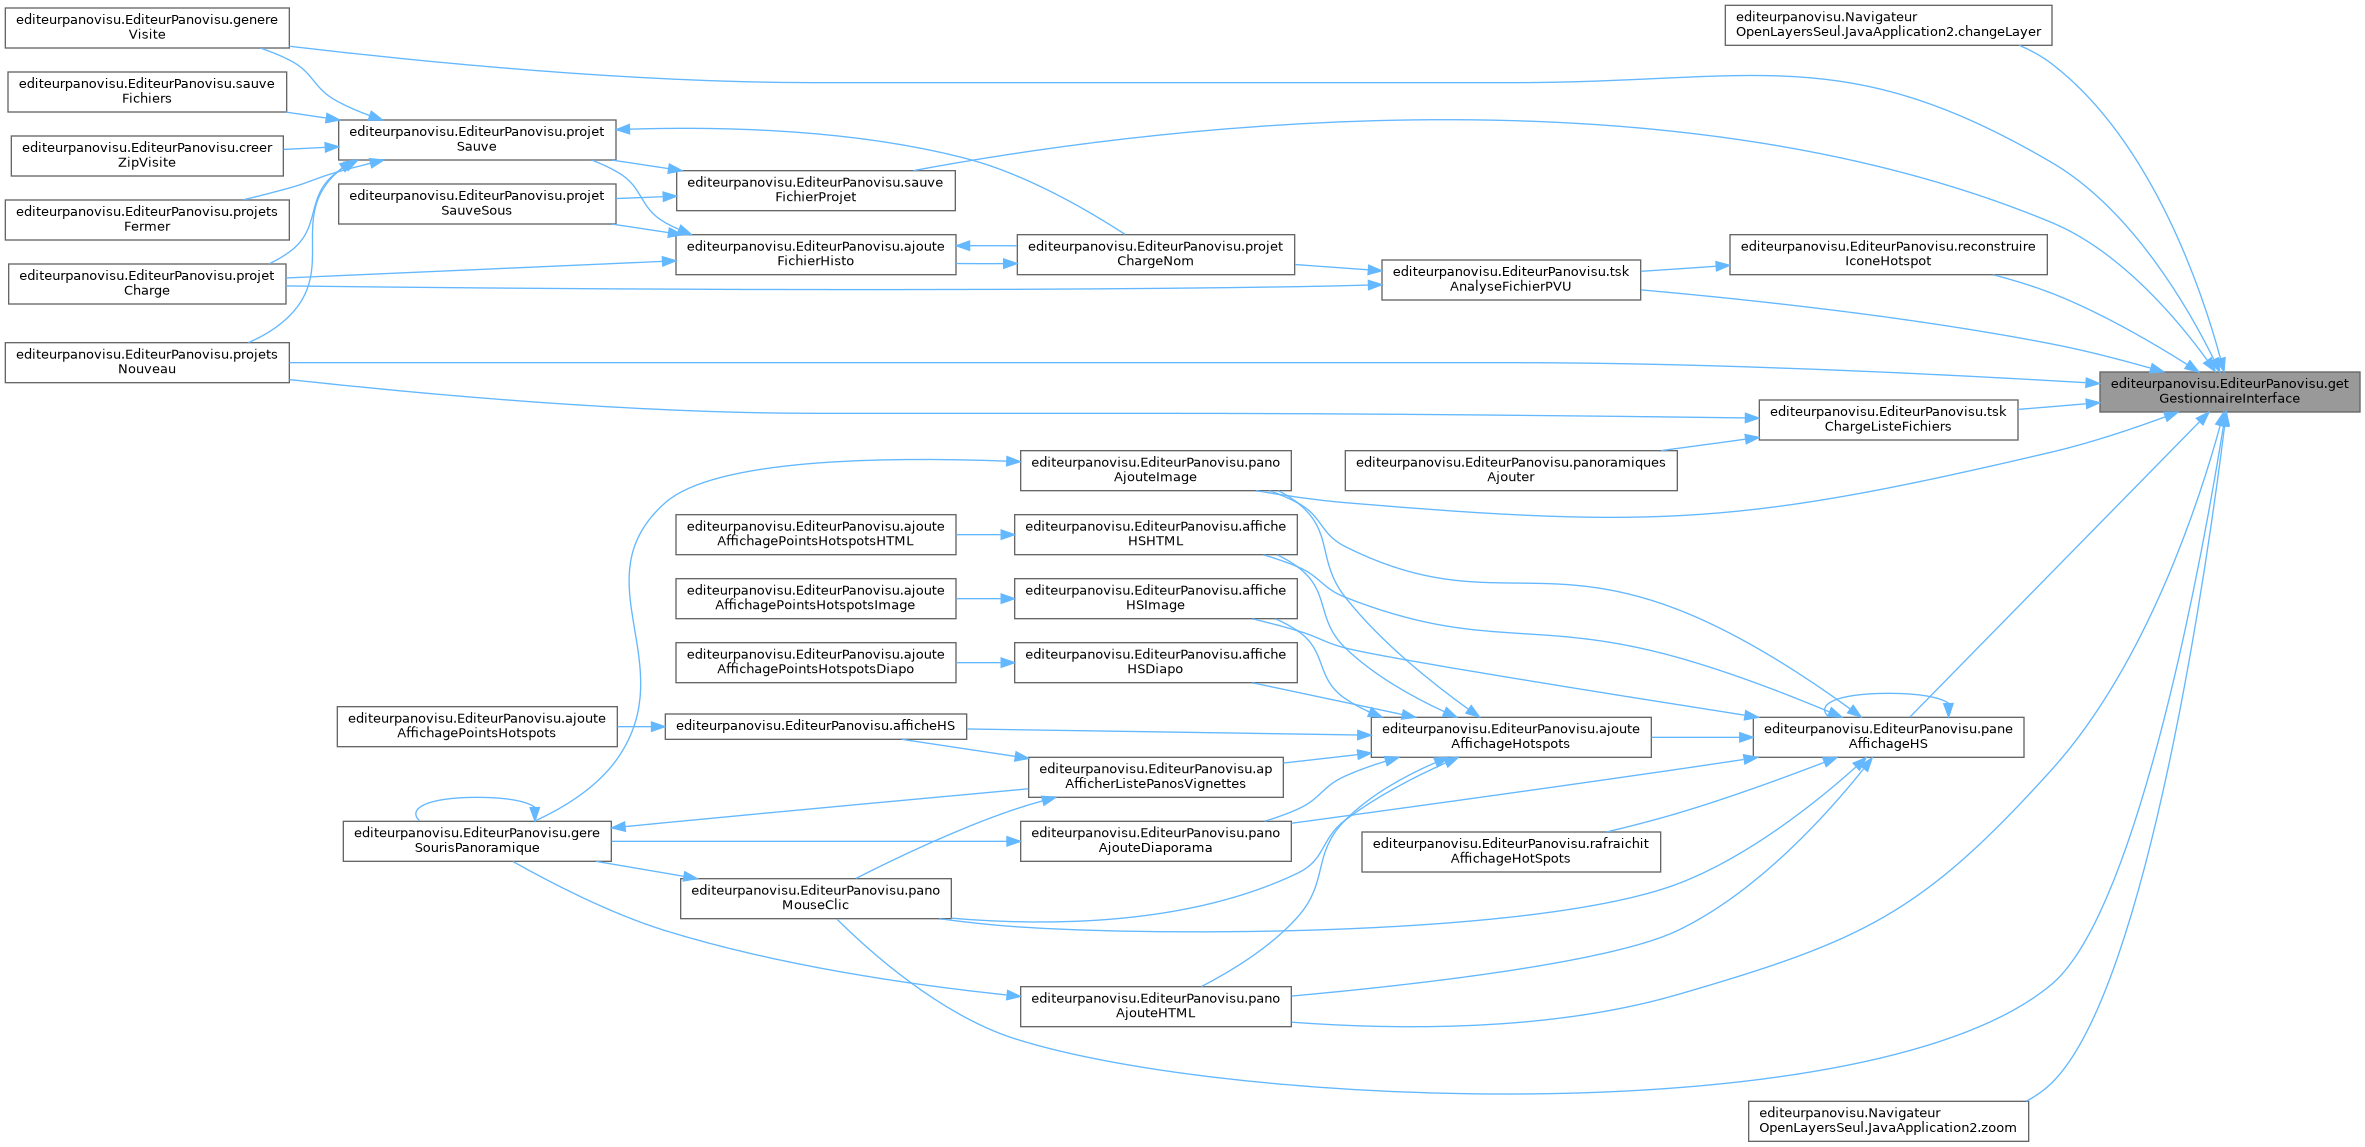 editeurpanovisu.EditeurPanovisu.genere
Visite
editeurpanovisu.Navigateur
OpenLayersSeul.JavaApplication2.changeLayer
editeurpanovisu.EditeurPanovisu.sauve
Fichiers
editeurpanovisu.EditeurPanovisu.projet
Sauve
editeurpanovisu.EditeurPanovisu.creer
ZipVisite
editeurpanovisu.EditeurPanovisu.sauve
FichierProjet
editeurpanovisu.EditeurPanovisu.projet
SauveSous
editeurpanovisu.EditeurPanovisu.projets
Fermer
editeurpanovisu.EditeurPanovisu.ajoute
FichierHisto
editeurpanovisu.EditeurPanovisu.projet
ChargeNom
editeurpanovisu.EditeurPanovisu.reconstruire
IconeHotspot
editeurpanovisu.EditeurPanovisu.tsk
AnalyseFichierPVU
editeurpanovisu.EditeurPanovisu.projet
Charge
editeurpanovisu.EditeurPanovisu.projets
Nouveau
editeurpanovisu.EditeurPanovisu.get
GestionnaireInterface
editeurpanovisu.EditeurPanovisu.tsk
ChargeListeFichiers
editeurpanovisu.EditeurPanovisu.pano
AjouteImage
editeurpanovisu.EditeurPanovisu.panoramiques
Ajouter
editeurpanovisu.EditeurPanovisu.ajoute
AffichagePointsHotspotsHTML
editeurpanovisu.EditeurPanovisu.affiche
HSHTML
editeurpanovisu.EditeurPanovisu.ajoute
AffichagePointsHotspotsImage
editeurpanovisu.EditeurPanovisu.affiche
HSImage
editeurpanovisu.EditeurPanovisu.ajoute
AffichagePointsHotspotsDiapo
editeurpanovisu.EditeurPanovisu.affiche
HSDiapo
editeurpanovisu.EditeurPanovisu.ajoute
AffichagePointsHotspots
editeurpanovisu.EditeurPanovisu.afficheHS
editeurpanovisu.EditeurPanovisu.ajoute
AffichageHotspots
editeurpanovisu.EditeurPanovisu.pane
AffichageHS
editeurpanovisu.EditeurPanovisu.ap
AfficherListePanosVignettes
editeurpanovisu.EditeurPanovisu.gere
SourisPanoramique
editeurpanovisu.EditeurPanovisu.pano
AjouteDiaporama
editeurpanovisu.EditeurPanovisu.rafraichit
AffichageHotSpots
editeurpanovisu.EditeurPanovisu.pano
MouseClic
editeurpanovisu.EditeurPanovisu.pano
AjouteHTML
editeurpanovisu.Navigateur
OpenLayersSeul.JavaApplication2.zoom